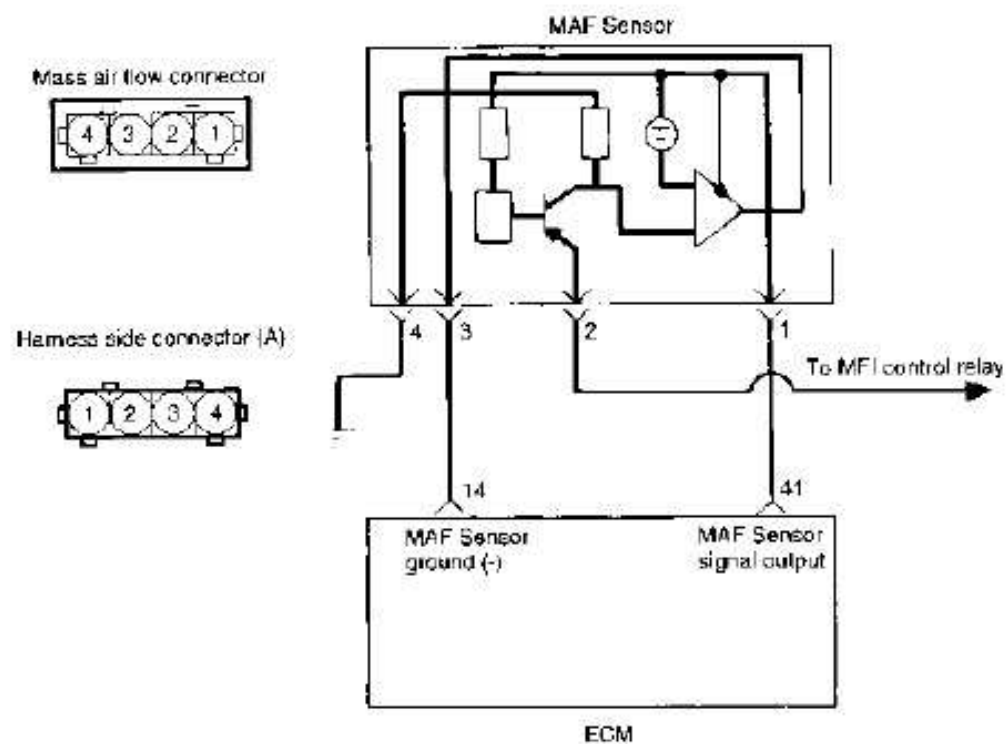 MAF Sensor
Mass air flow connector
4 3 2 1
Harness side connector (A)
1 2 3 4
4 3 2 1
To MFI control relay
14 41
MAF Sensor
ground (-)
MAF Sensor
signal output
ECM